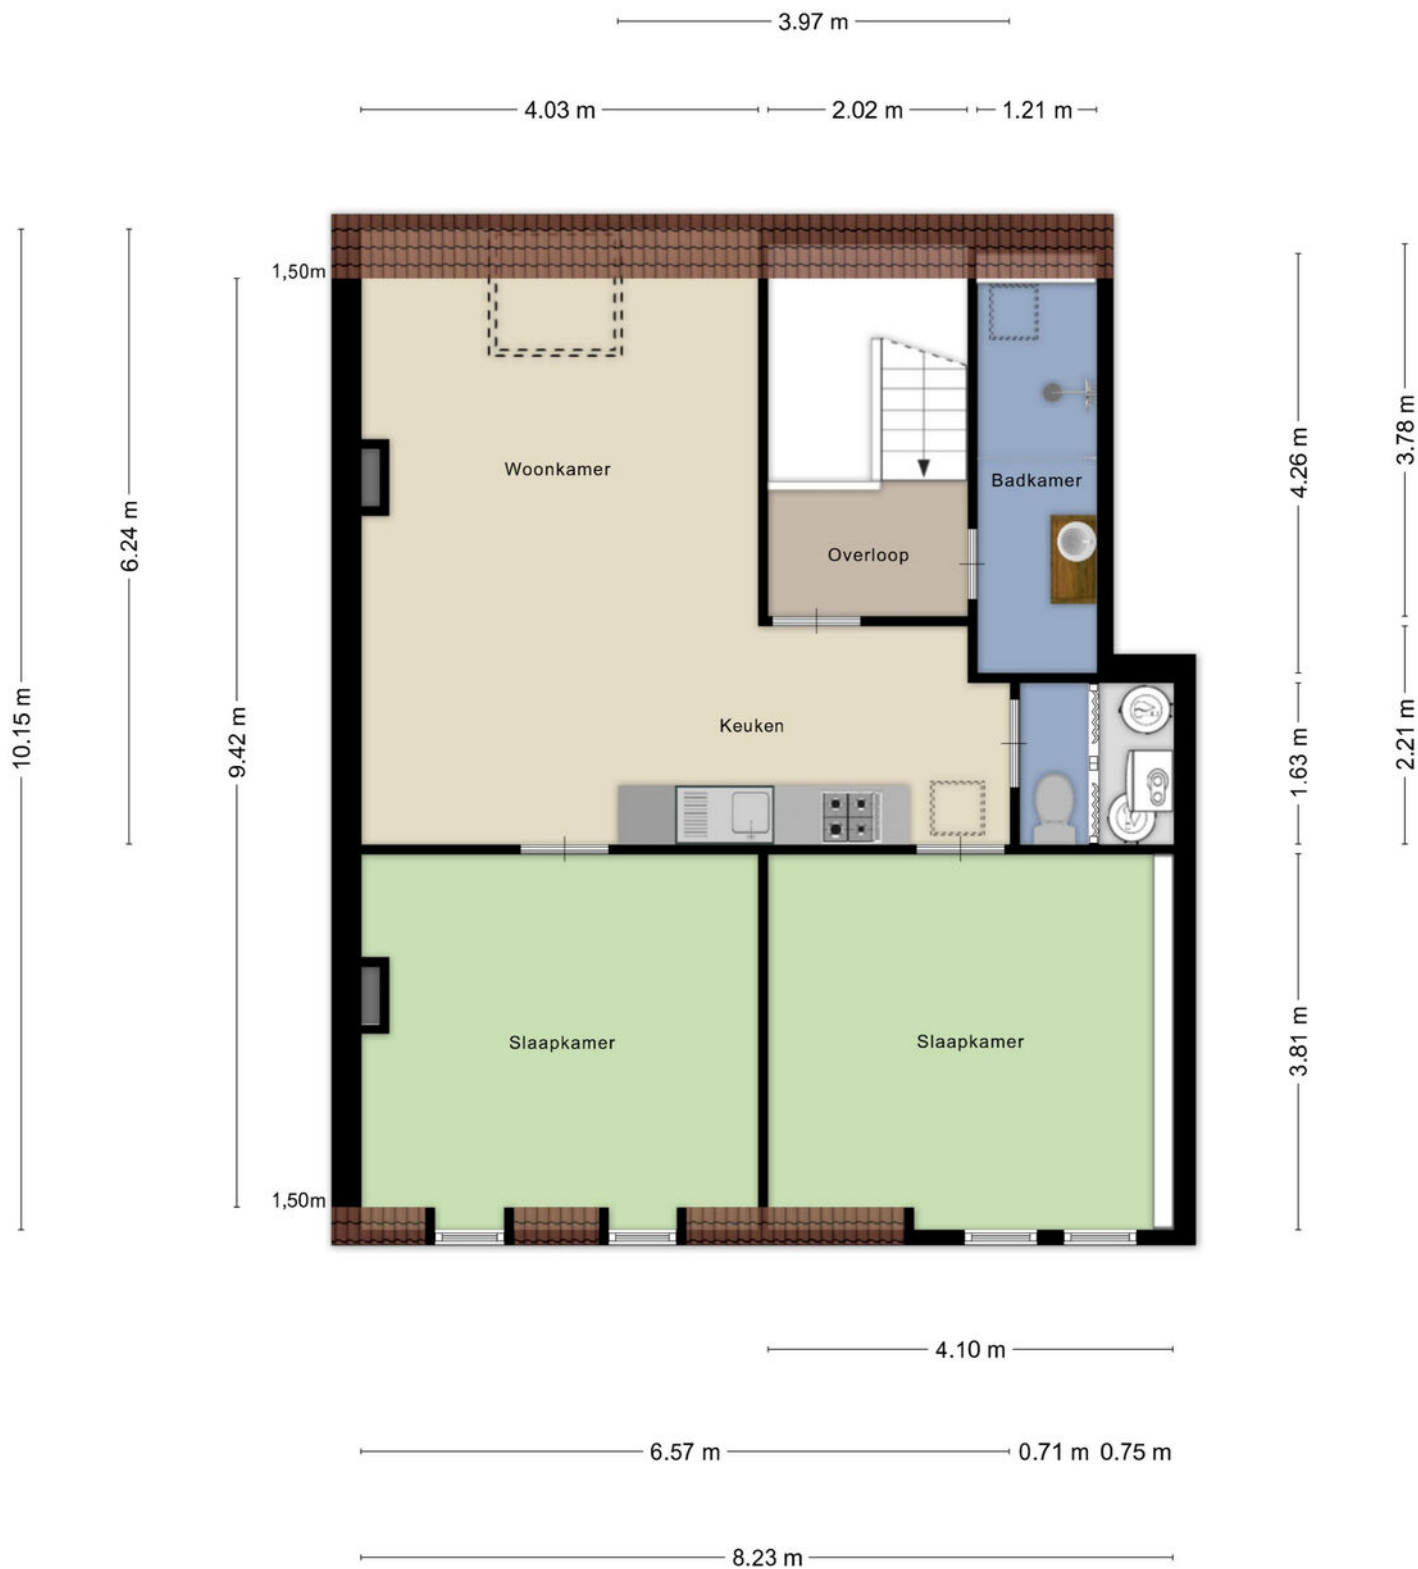 3.97 m
4.03 m
2.02 m
1.21 m
1,50m
Woonkamer
Badkamer
Overloop
Keuken
Slaapkamer
Slaapkamer
1,50m
10.15 m
6.24 m
9.42 m
4.26 m
1.63 m
3.81 m
3.78 m
2.21 m
4.10 m
6.57 m
0.71 m
0.75 m
8.23 m